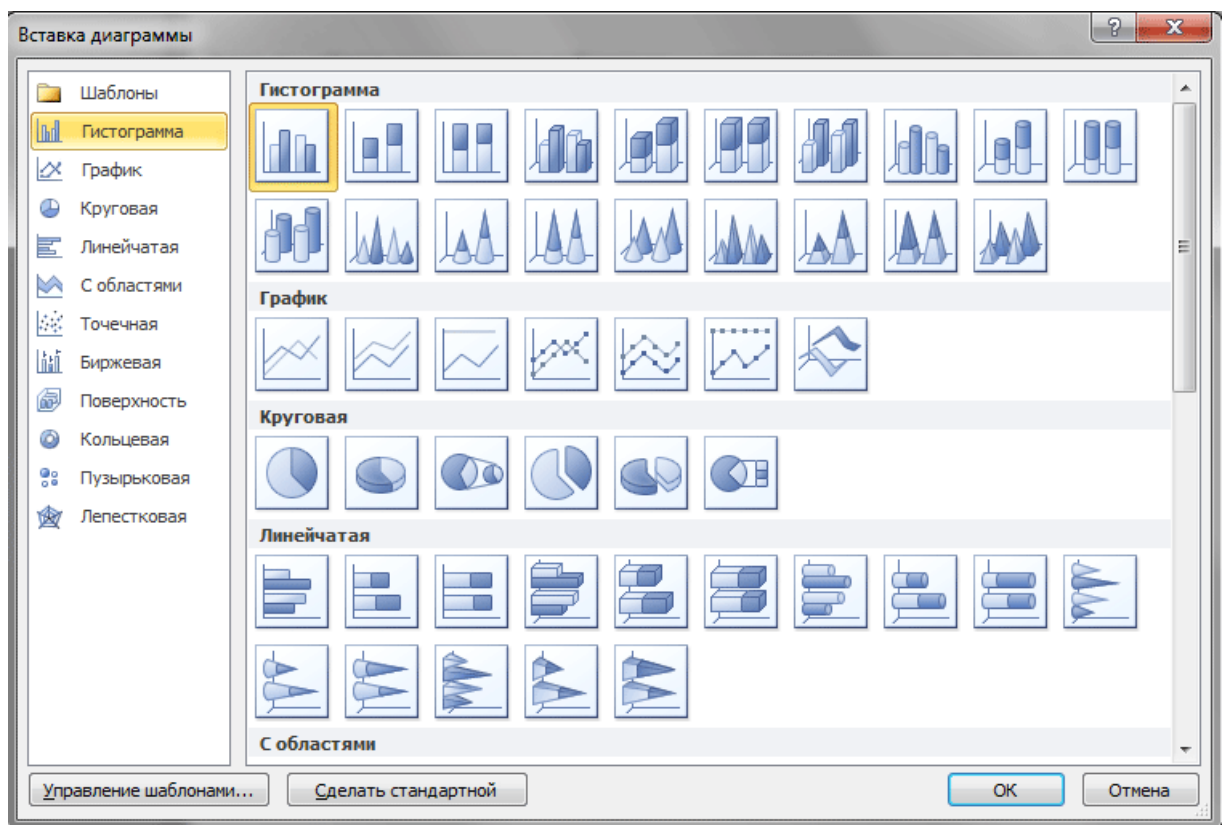 Вставка диаграммы
Шаблоны
Гистограмма
График
Круговая
Линейчатая
С областями
Точечная
Биржевая
Поверхность
Кольцевая
Пузырьковая
Лепестковая
Гистограмма
График
Круговая
Линейчатая
С областями
Управление шаблонами...
Сделать стандартной
ОК
Отмена